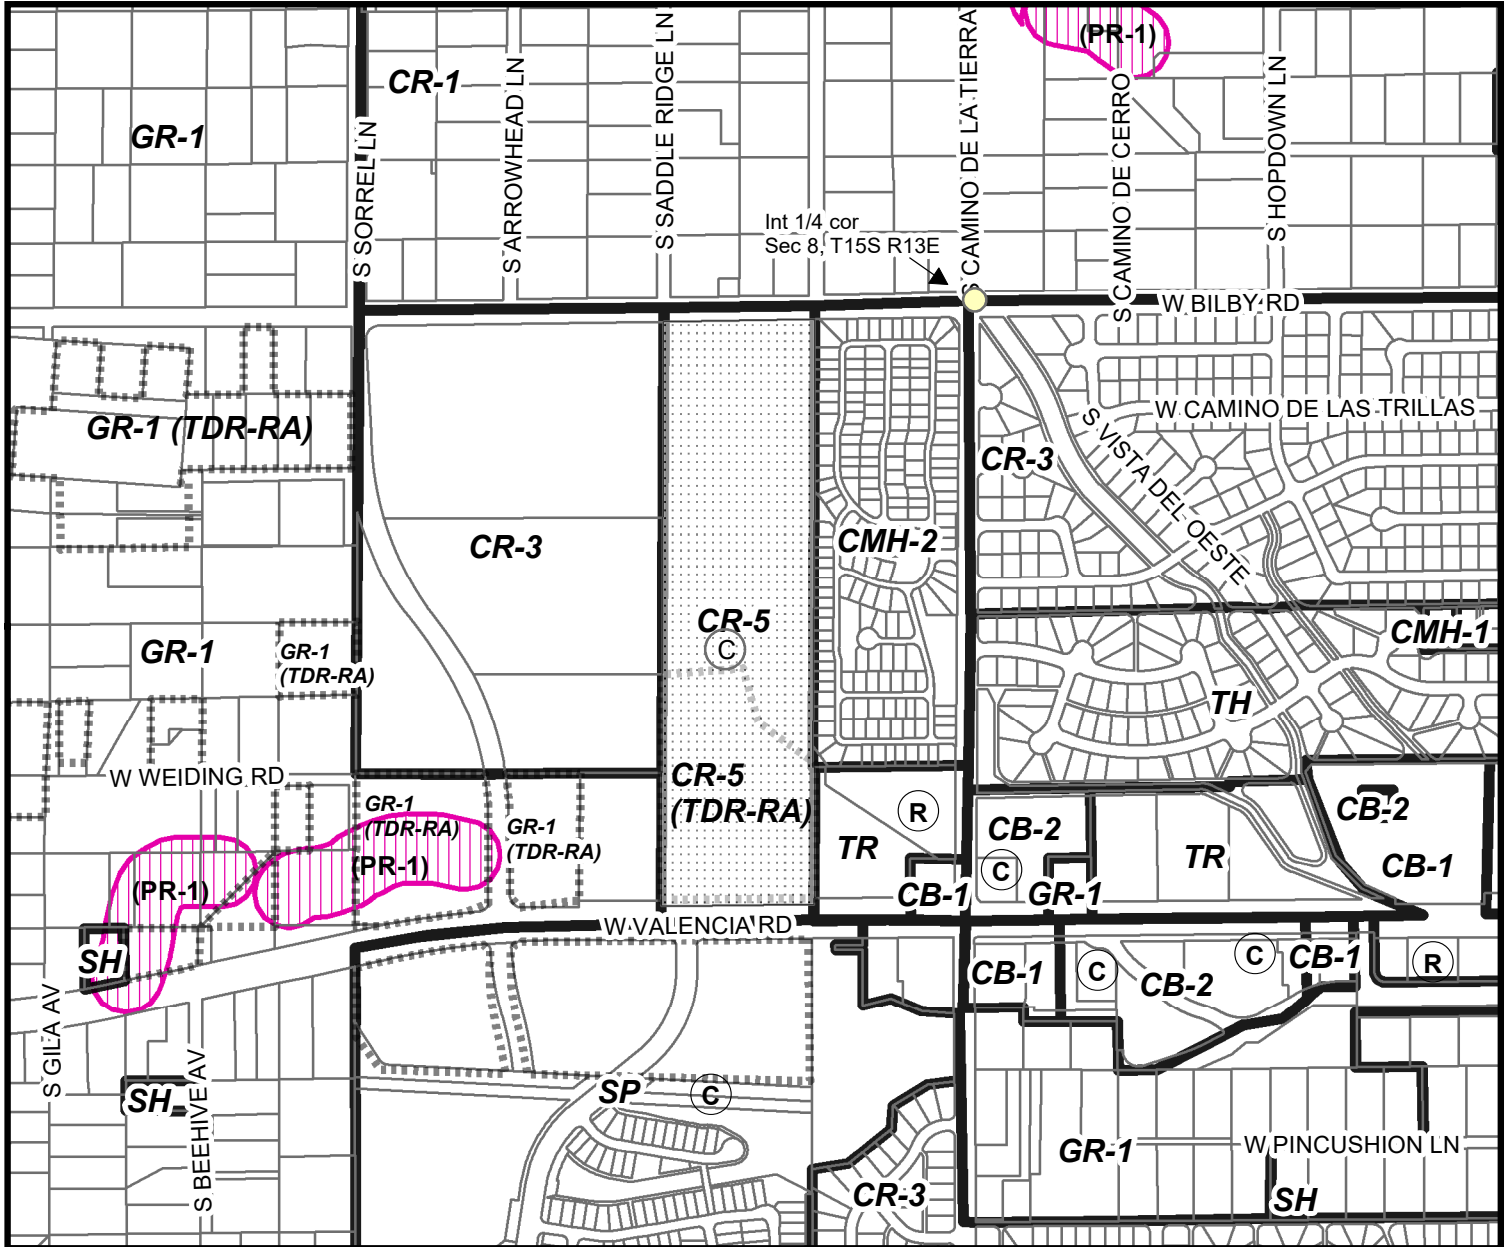 (PR-1)
CR-1
GR-1
S SORREL LN
S ARROWHEAD LN
S SADDLE RIDGE LN
S CAMINO DE LA TIERRA
S CAMINO DE CERRO
S HOPDOWN LN
Int 1/4 cor
Sec 8, T15S R13E
W BILBY RD
W CAMINO DE LAS TRILLAS
S VISTA DEL OESTE
GR-1 (TDR-RA)
CR-3
CR-3
CMH-2
CR-5
C
CMH-1
GR-1
GR-1
(TDR-RA)
TH
W WEIDING RD
CR-5
(TDR-RA)
GR-1
(TDR-RA)
GR-1
(TDR-RA)
(PR-1)
(PR-1)
R
TR
CB-2
C
CB-1
GR-1
TR
CB-2
CB-1
W VALENCIA RD
SH
CB-1
C
CB-2
C
CB-1
R
S GILA AV
SH
S BEEHIVE AV
SP
C
CR-3
GR-1
W PINCUSHION LN
SH